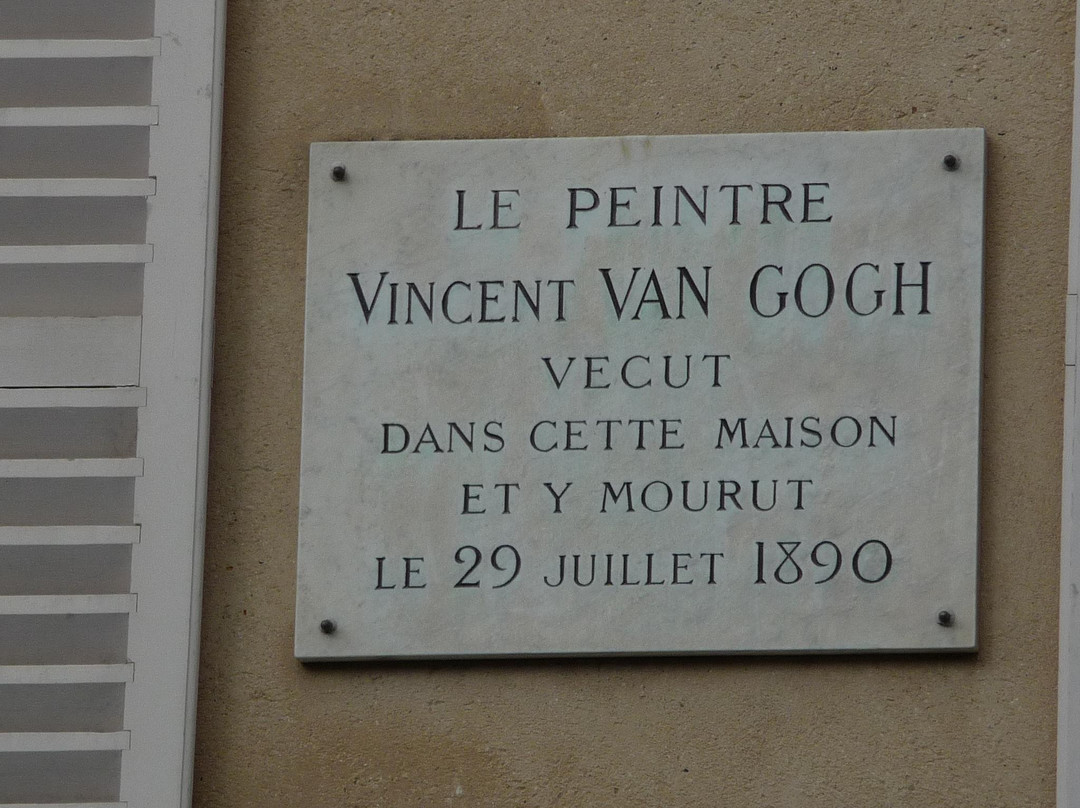 LE PEINTRE
VINCENT VAN GOGH
VECUT
DANS CETTE MAISON
ET Y MOURUT
LE 29 JUILLET 1890